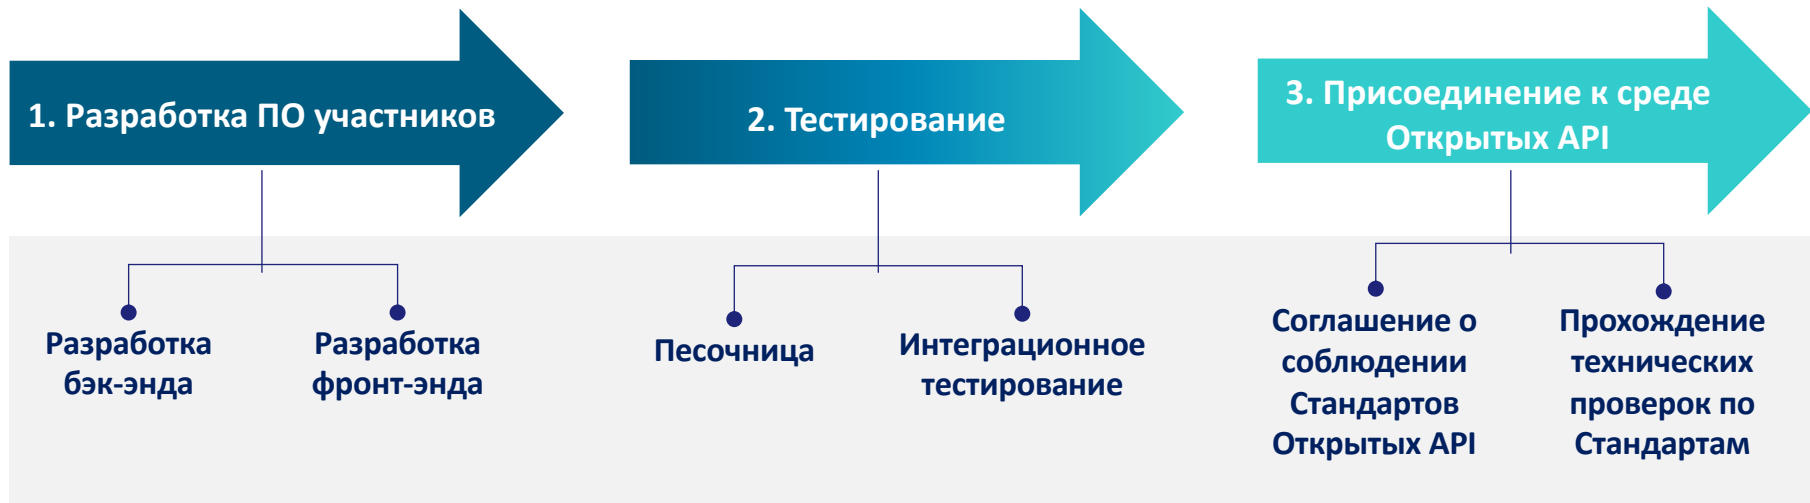 1. Разработка ПО участников
2. Тестирование
3. Присоединение к среде
Открытых API
Разработка
бэк-энда
Разработка
фронт-энда
Песочница
Интеграционное
тестирование
Соглашение о
соблюдении
Стандартов
Открытых API
Прохождение
технических
проверок по
Стандартам